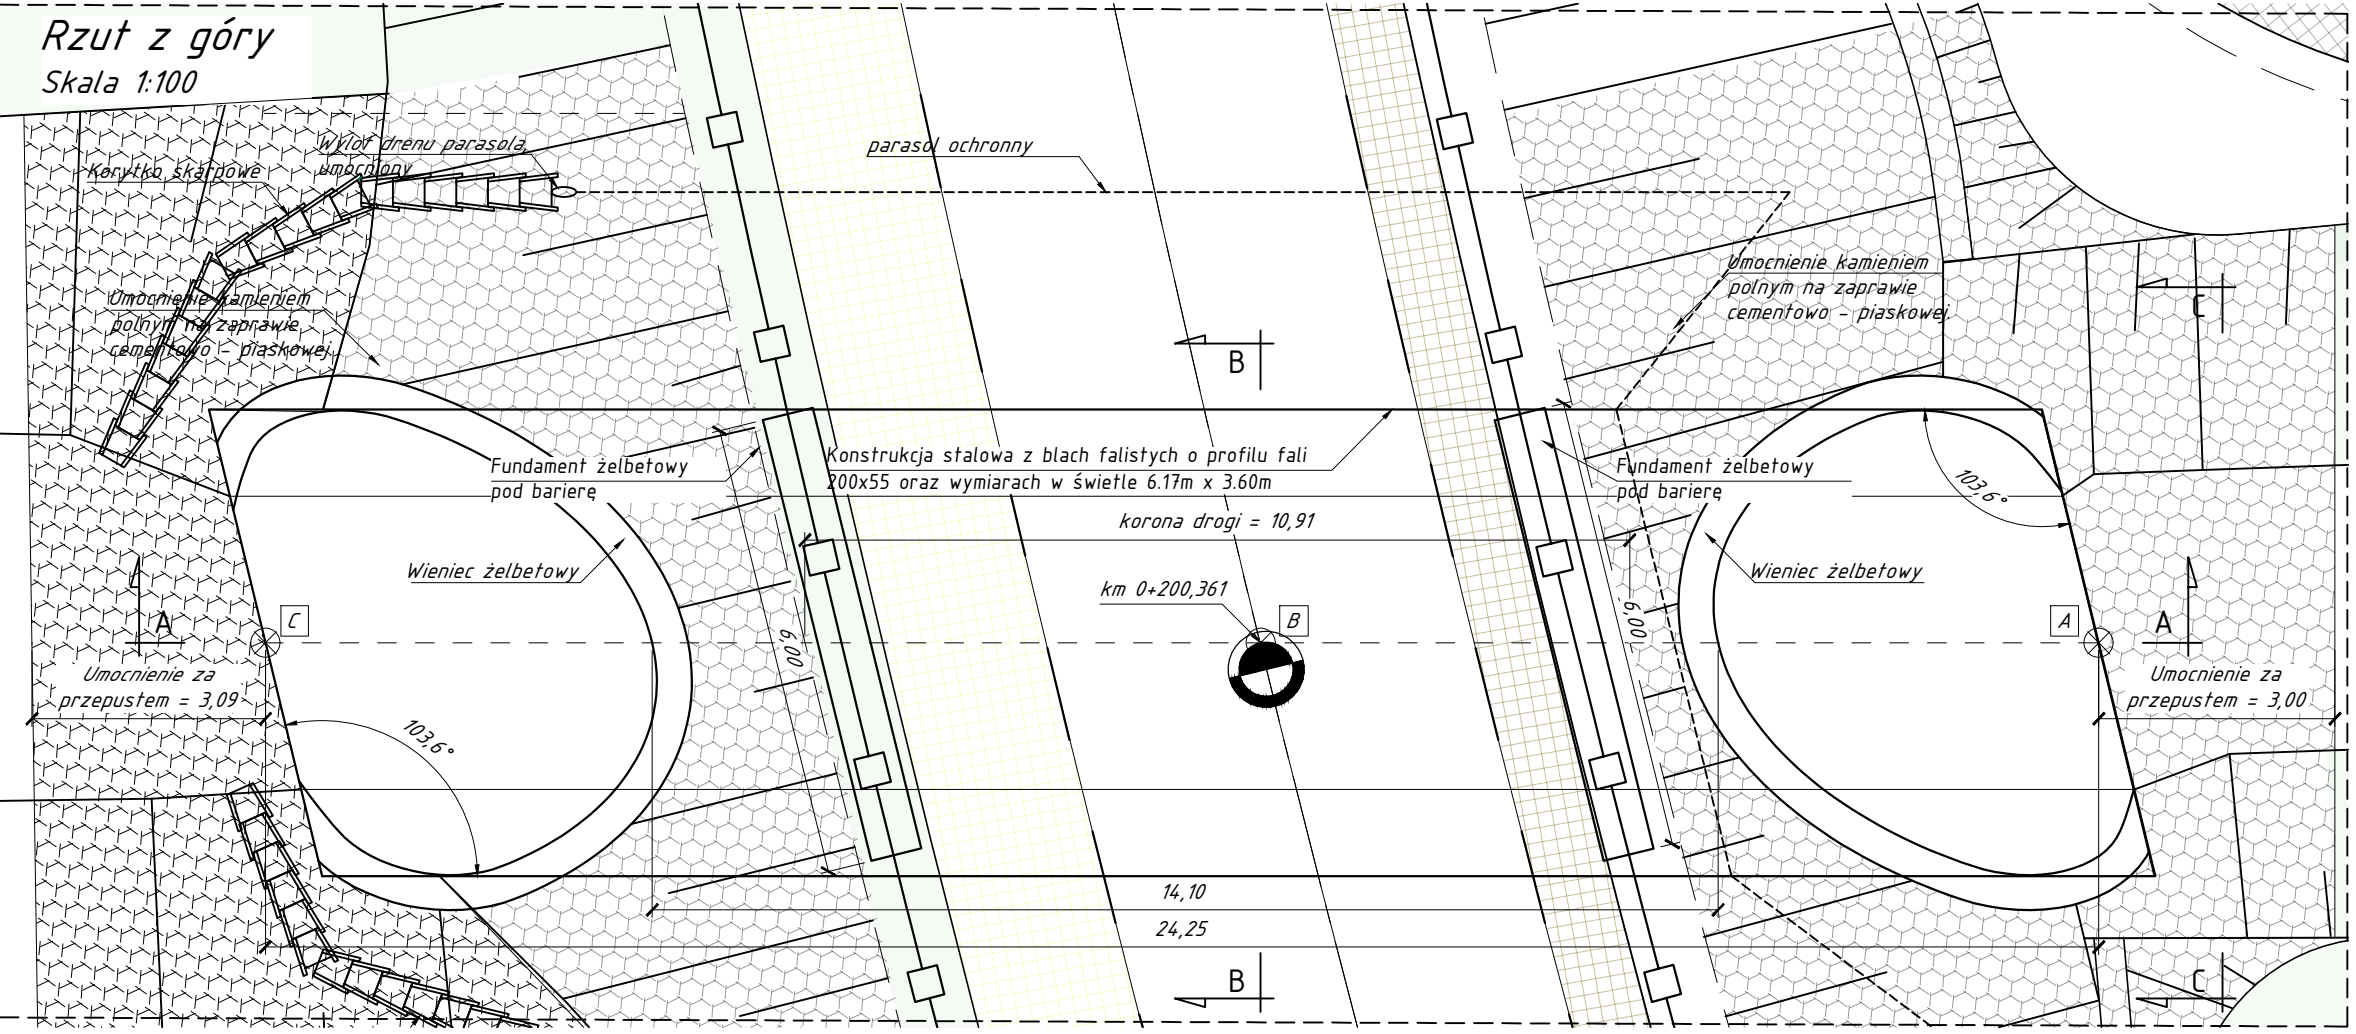 Rzut z góry
Skala 1:100
Wylot drenu parasola,
umocniony
Korytko skarpowe
parasol ochronny
Umocnienie kamieniem
polnym na zaprawie
cementowo - piaskowej.
Umocnienie kamieniem
polnym na zaprawie
cementowo - piaskowej.
C
B
Fundament żelbetowy
pod barierę
Konstrukcja stalowa z blach falistych o profilu fali
200x55 oraz wymiarach w świetle 6.17m x 3.60m
Fundament żelbetowy
pod barierę
103,6°
korona drogi = 10,91
Wieniec żelbetowy
km 0+200,361
Wieniec żelbetowy
6,00
6,00
A
C
B
A
A
Umocnienie za
przepustem = 3,09
Umocnienie za
przepustem = 3,00
103,6°
14,10
24,25
B
C